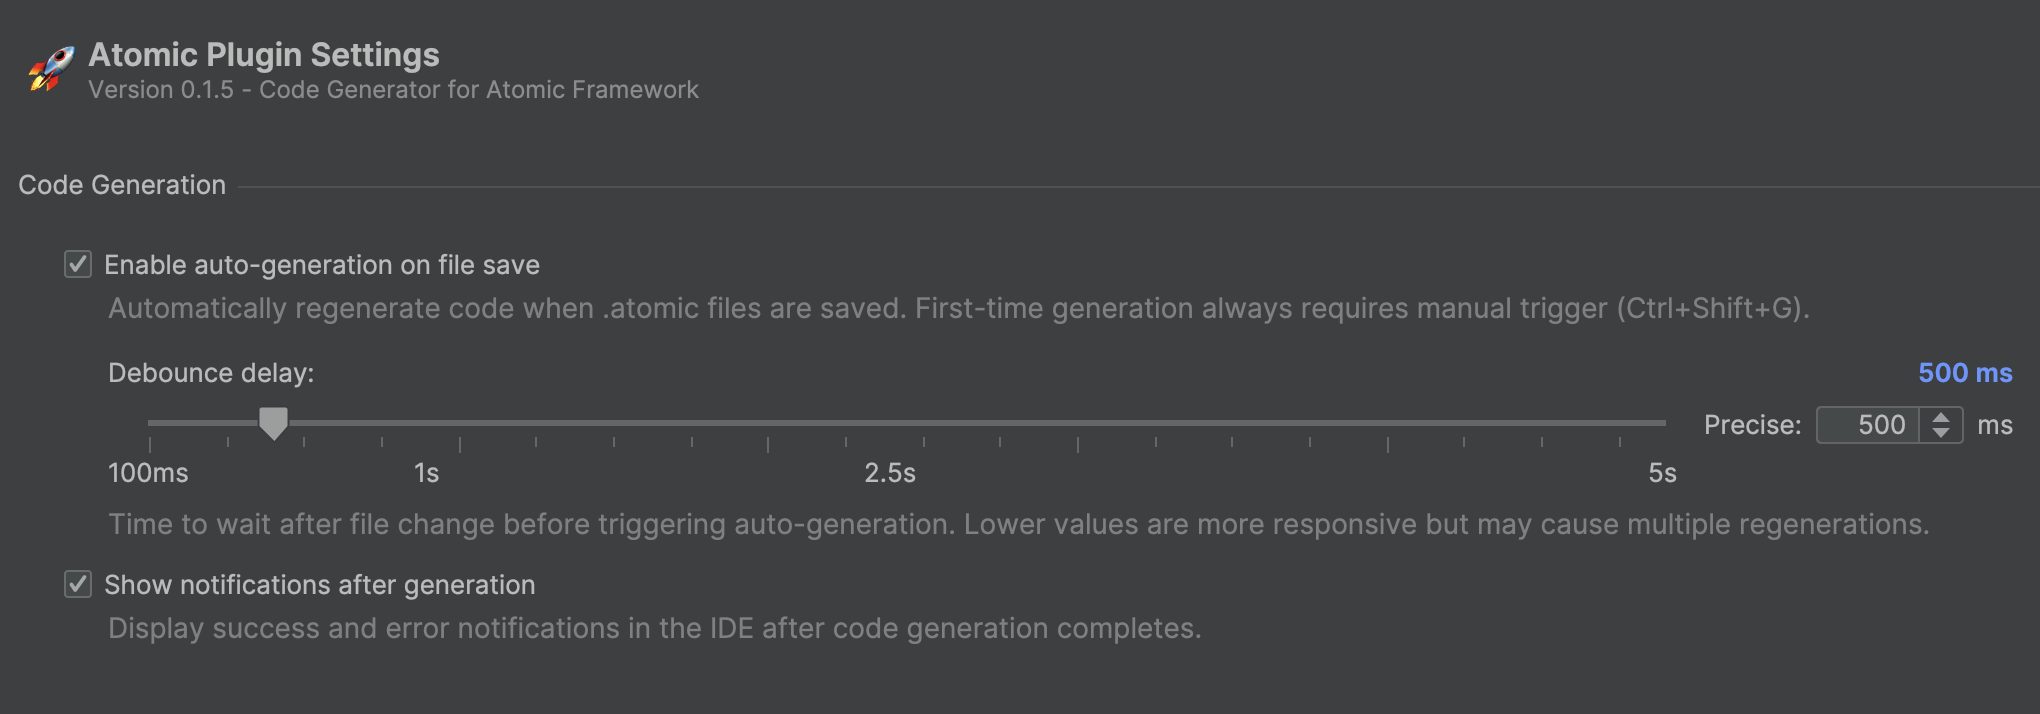 Atomic Plugin Settings
Version 0.1.5 - Code Generator for Atomic Framework
Code Generation
Enable auto-generation on file save
Automatically regenerate code when .atomic files are saved. First-time generation always requires manual trigger (Ctrl+Shift+G).
Debounce delay: 500 ms
Precise: 500 ms
100ms 1s 2.5s 5s
Time to wait after file change before triggering auto-generation. Lower values are more responsive but may cause multiple regenerations.
Show notifications after generation
Display success and error notifications in the IDE after code generation completes.